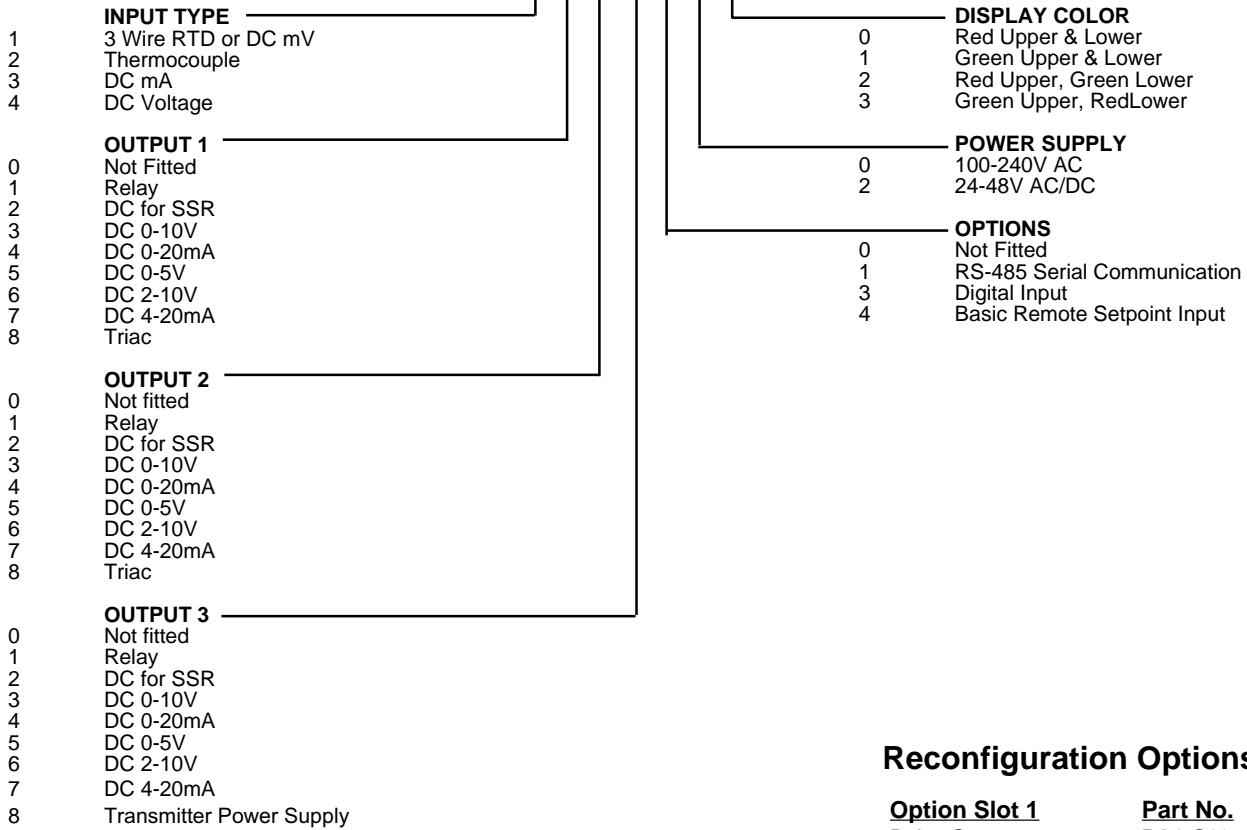 INPUT TYPE
1 3 Wire RTD or DC mV
2 Thermocouple
3 DC mA
4 DC Voltage
OUTPUT 1
0 Not Fitted
1 Relay
2 DC for SSR
3 DC 0-10V
4 DC 0-20mA
5 DC 0-5V
6 DC 2-10V
7 DC 4-20mA
8 Triac
OUTPUT 2
0 Not fitted
1 Relay
2 DC for SSR
3 DC 0-10V
4 DC 0-20mA
5 DC 0-5V
6 DC 2-10V
7 DC 4-20mA
8 Triac
OUTPUT 3
0 Not fitted
1 Relay
2 DC for SSR
3 DC 0-10V
4 DC 0-20mA
5 DC 0-5V
6 DC 2-10V
7 DC 4-20mA
8 Transmitter Power Supply
DISPLAY COLOR
0 Red Upper & Lower
1 Green Upper & Lower
2 Red Upper, Green Lower
3 Green Upper, RedLower
POWER SUPPLY
0 100-240V AC
2 24-48V AC/DC
OPTIONS
0 Not Fitted
1 RS-485 Serial Communication
3 Digital Input
4 Basic Remote Setpoint Input
Reconfiguration Options
Option Slot 1 Part No.